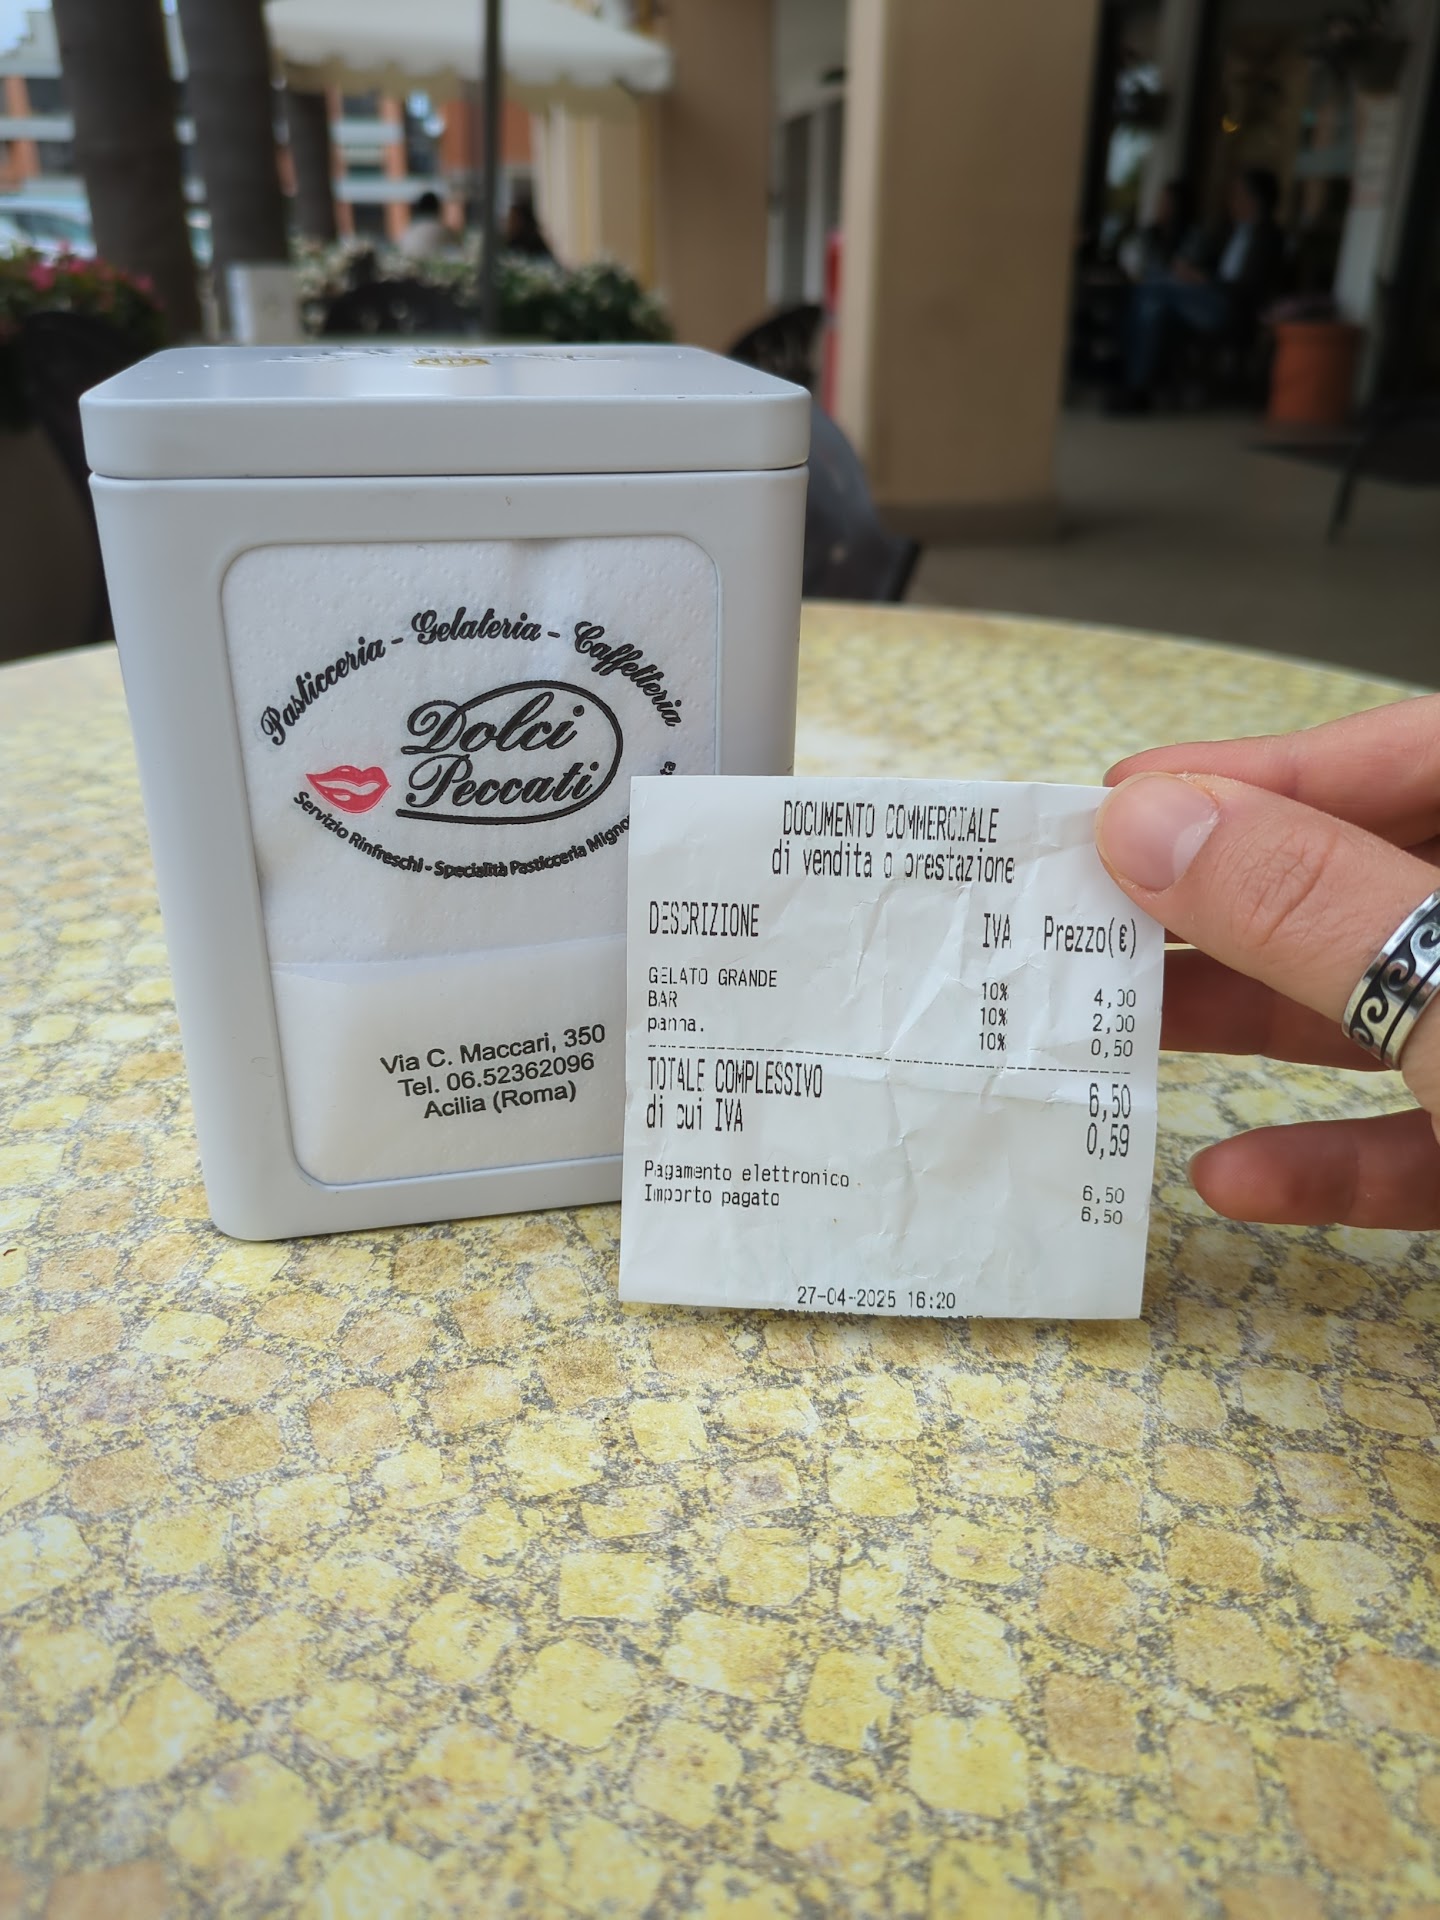 Pasticceria - Gelateria - Caffetteria
Dolci
Peccati
Servizio Rinfreschi - Specialità Pasticceria
Via C. Maccari, 350
Tel. 06.52362096
Acilia (Roma)
DOCUMENTO COMMERCIALE
di vendita o prestazione
DESCRIZIONE IVA Prezzo(€)
GELATO GRANDE 10% 4,00
BAR 10% 2,00
panna. 10% 0,50
TOTALE COMPLESSIVO 6,50
di cui IVA 0,59
Pagamento elettronico 6,50
Importo pagato 6,50
27-04-2025 16:20